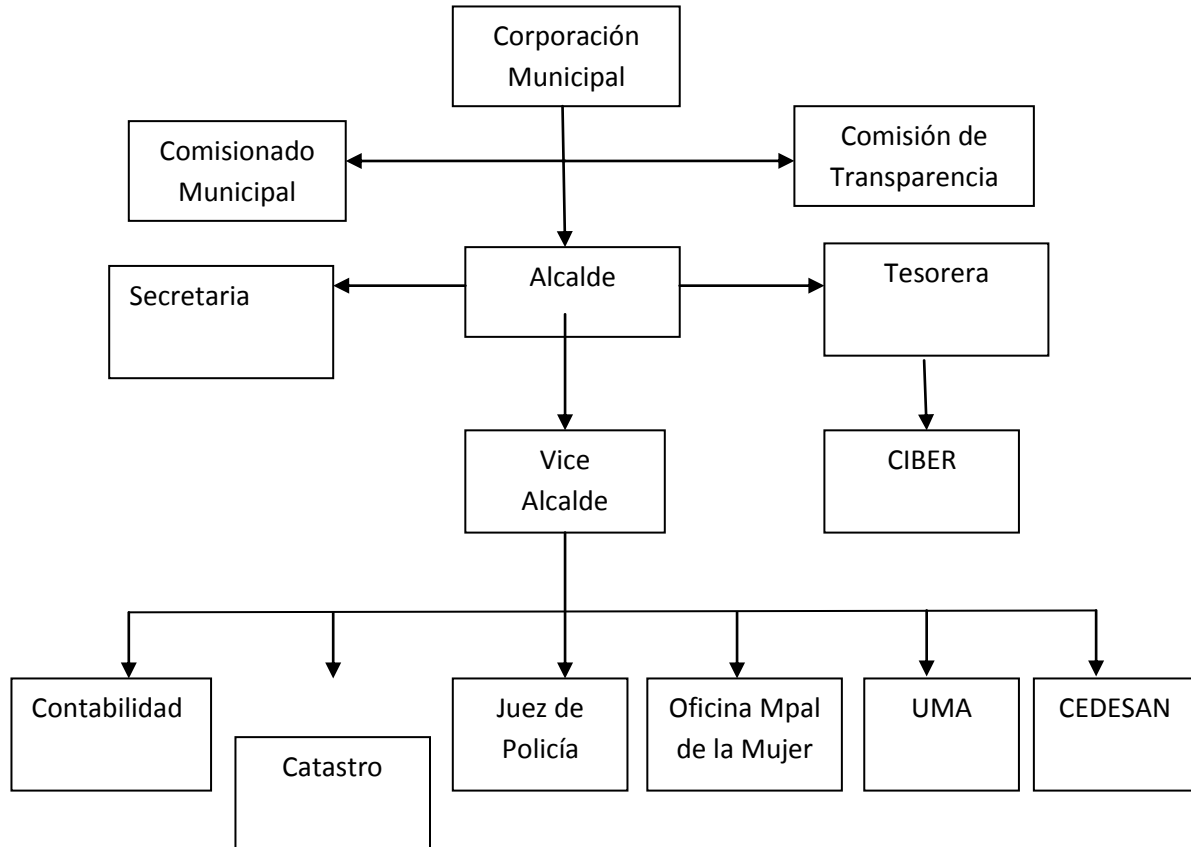 Corporación
Municipal
Comisionado
Municipal
Comisión de
Transparencia
Secretaria
Alcalde
Tesorera
Vice
Alcalde
CIBER
Contabilidad
Catastro
Juez de
Policía
Oficina Mpal
de la Mujer
UMA
CEDESAN